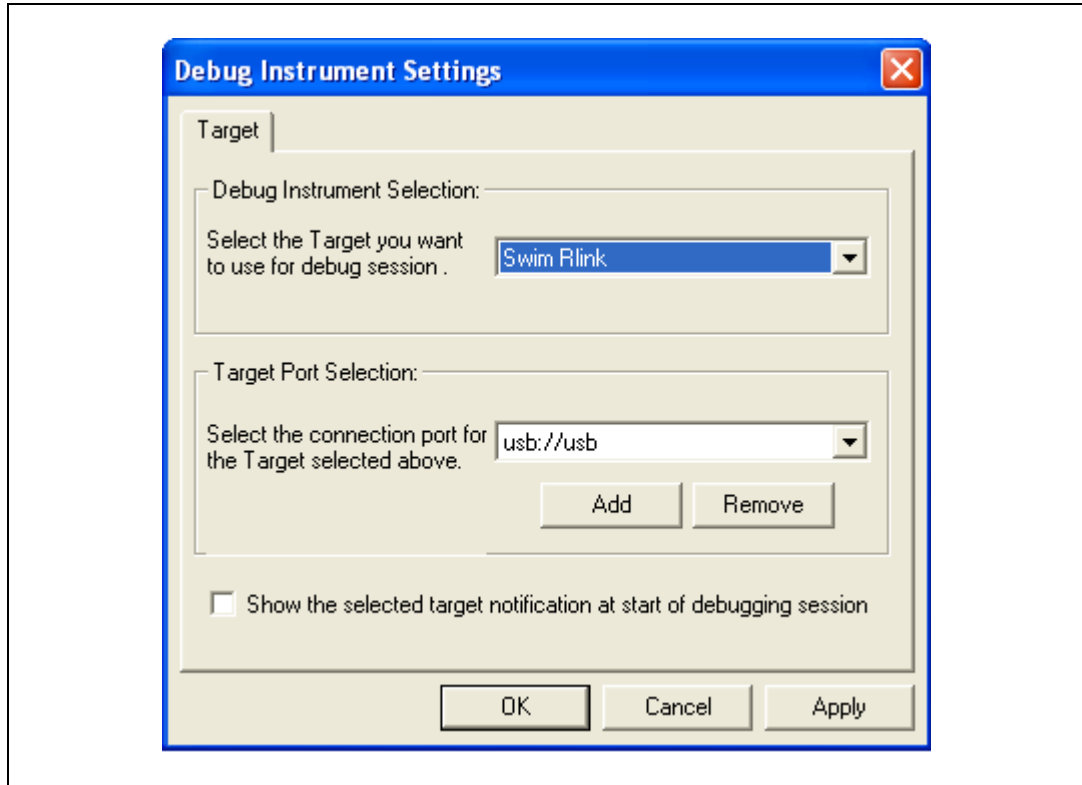 Debug Instrument Settings
Target
Debug Instrument Selection:
Select the Target you want
to use for debug session .
Swim Rlink
Target Port Selection:
Select the connection port for
the Target selected above.
usb://usb
Add
Remove
Show the selected target notification at start of debugging session
OK
Cancel
Apply